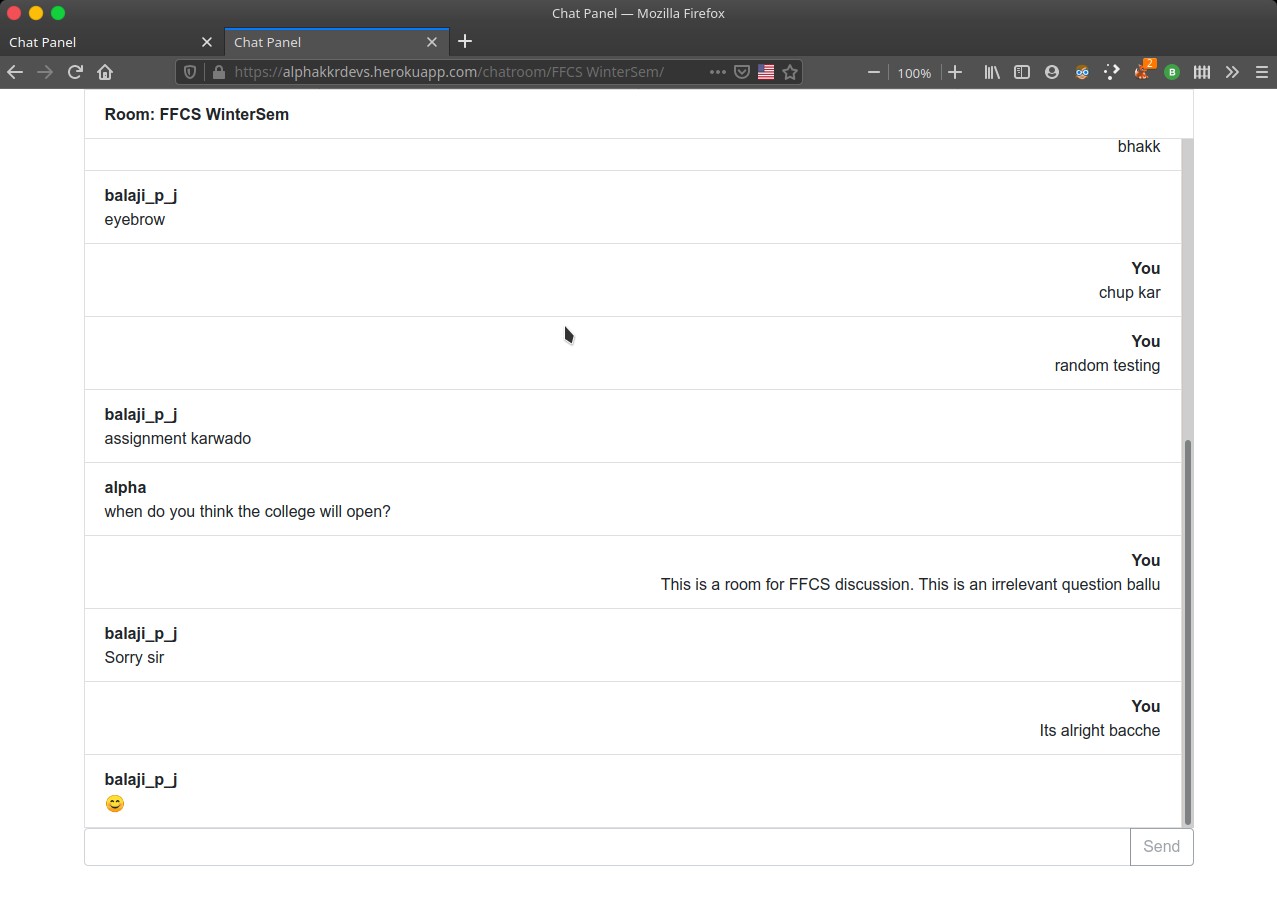 Chat Panel — Mozilla Firefox
Chat Panel
Chat Panel
https://alphakkrdevs.herokuapp.com/chatroom/FFCS WinterSem/
100%
2
B
Room: FFCS WinterSem
bhakk
balaji_p_j
eyebrow
You
chup kar
You
random testing
balaji_p_j
assignment karwado
alpha
when do you think the college will open?
You
This is a room for FFCS discussion. This is an irrelevant question ballu
balaji_p_j
Sorry sir
You
Its alright bacche
balaji_p_j
😊
Send